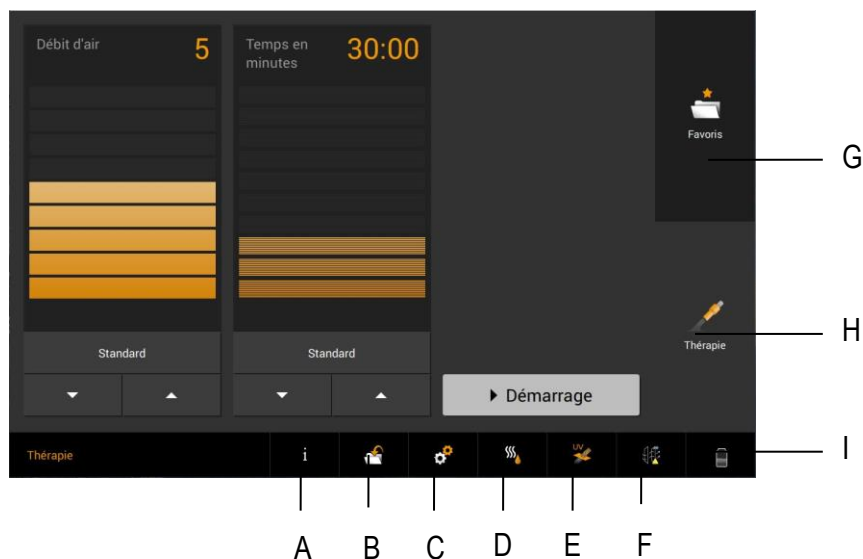 Débit d'air
5
Temps en
minutes
30:00
Favoris
G
Thérapie
H
Standard
Standard
Démarrage
Thérapie
i
UV
I
A
B
C
D
E
F